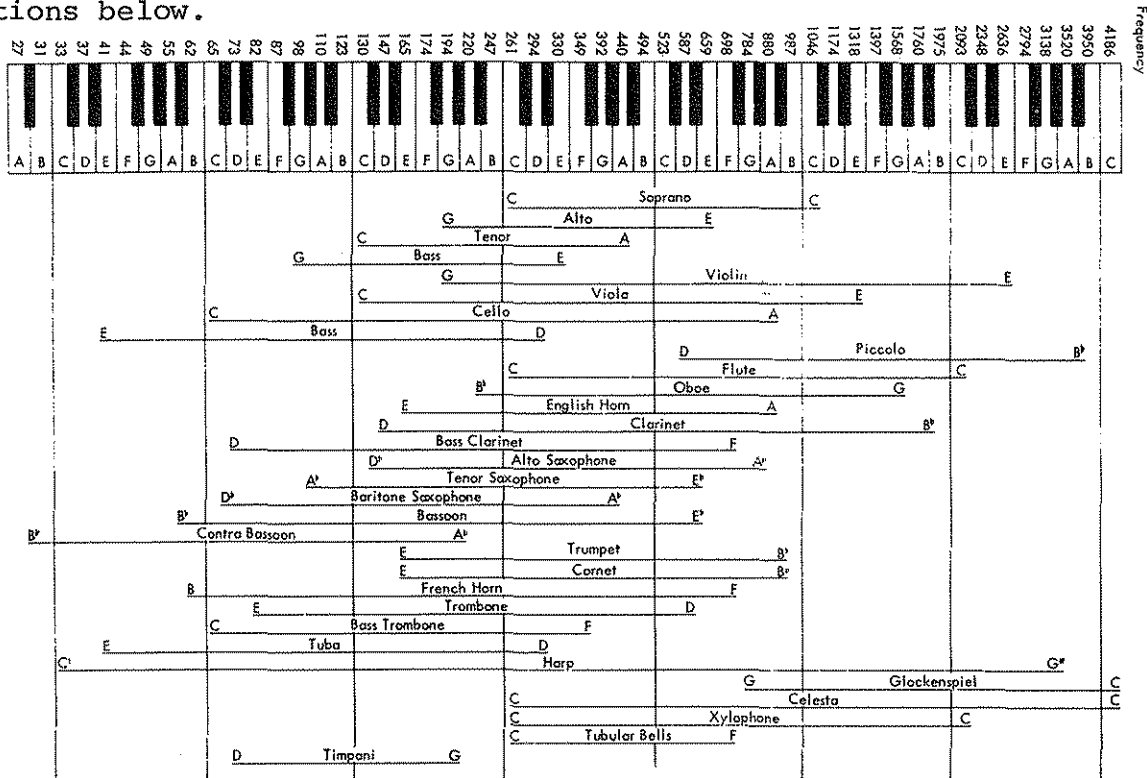 tions below.
Frequency
27 31 33 37 41 44 49 55 62 65 73 82 87 98 110 123 130 147 165 174 194 220 247 261 294 330 349 392 440 494 523 587 659 698 784 880 987 1046 1174 1318 1397 1568 1760 1975 2093 2348 2636 2794 3138 3520 3950 4186
A B C D E F G A B C D E F G A B C D E F G A B C D E F G A B C D E F G A B C D E F G A B C D E F G A B C
C Soprano C
G Alto E
C Tenor A
G Bass E
G Violin E
C Viola E
C Cello A
E Bass D
D Piccolo B♭
C Flute C
B♭ Oboe G
E English Horn A
D Clarinet B♭
D Bass Clarinet F
D♭ Alto Saxophone A♭
A♭ Tenor Saxophone E♭
D♭ Baritone Saxophone A♭
B♭ Bassoon E♭
B♭ Contra Bassoon A♭
E Trumpet B♭
E Cornet B♭
B French Horn F
E Trombone D
C Bass Trombone F
E Tuba D
C Harp G#
G Glockenspiel C
C Celesta C
C Xylophone C
C Tubular Bells F
D Timpani G